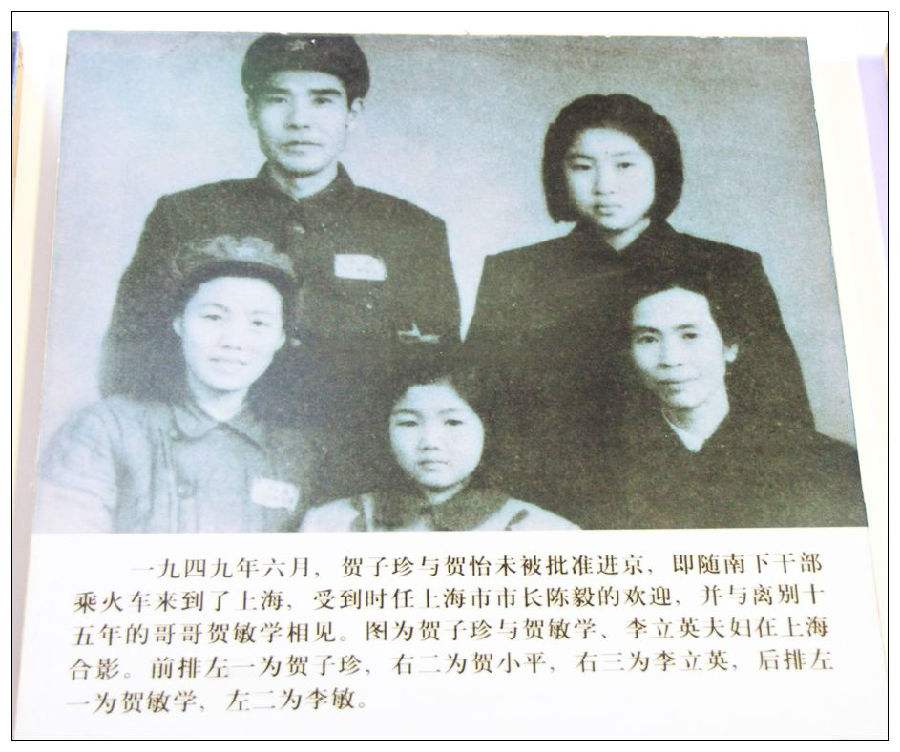 一九四九年六月，贺子珍与贺怡未被批准进京，即随南下干部
乘火车来到了上海，受到时任上海市市长陈毅的欢迎，并与离别十
五年的哥哥贺敏学相见。图为贺子珍与贺敏学、李立英夫妇在上海
合影。前排左一为贺子珍，右二为贺小平，右三为李立英，后排左
一为贺敏学，左二为李敏。